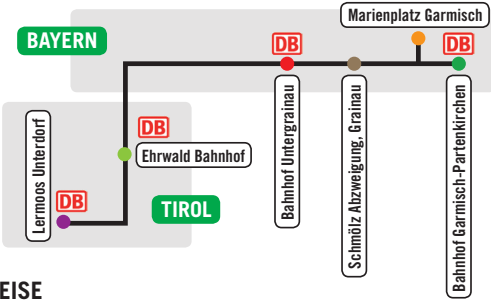 Marienplatz Garmisch
BAYERN
DB
DB
Bahnhof Untergrainau
Schmölz Abzweigung, Grainau
Bahnhof Garmisch-Partenkirchen
DB
Ehrwald Bahnhof
Lermoos Unterdorf
DB
TIROL
EISE